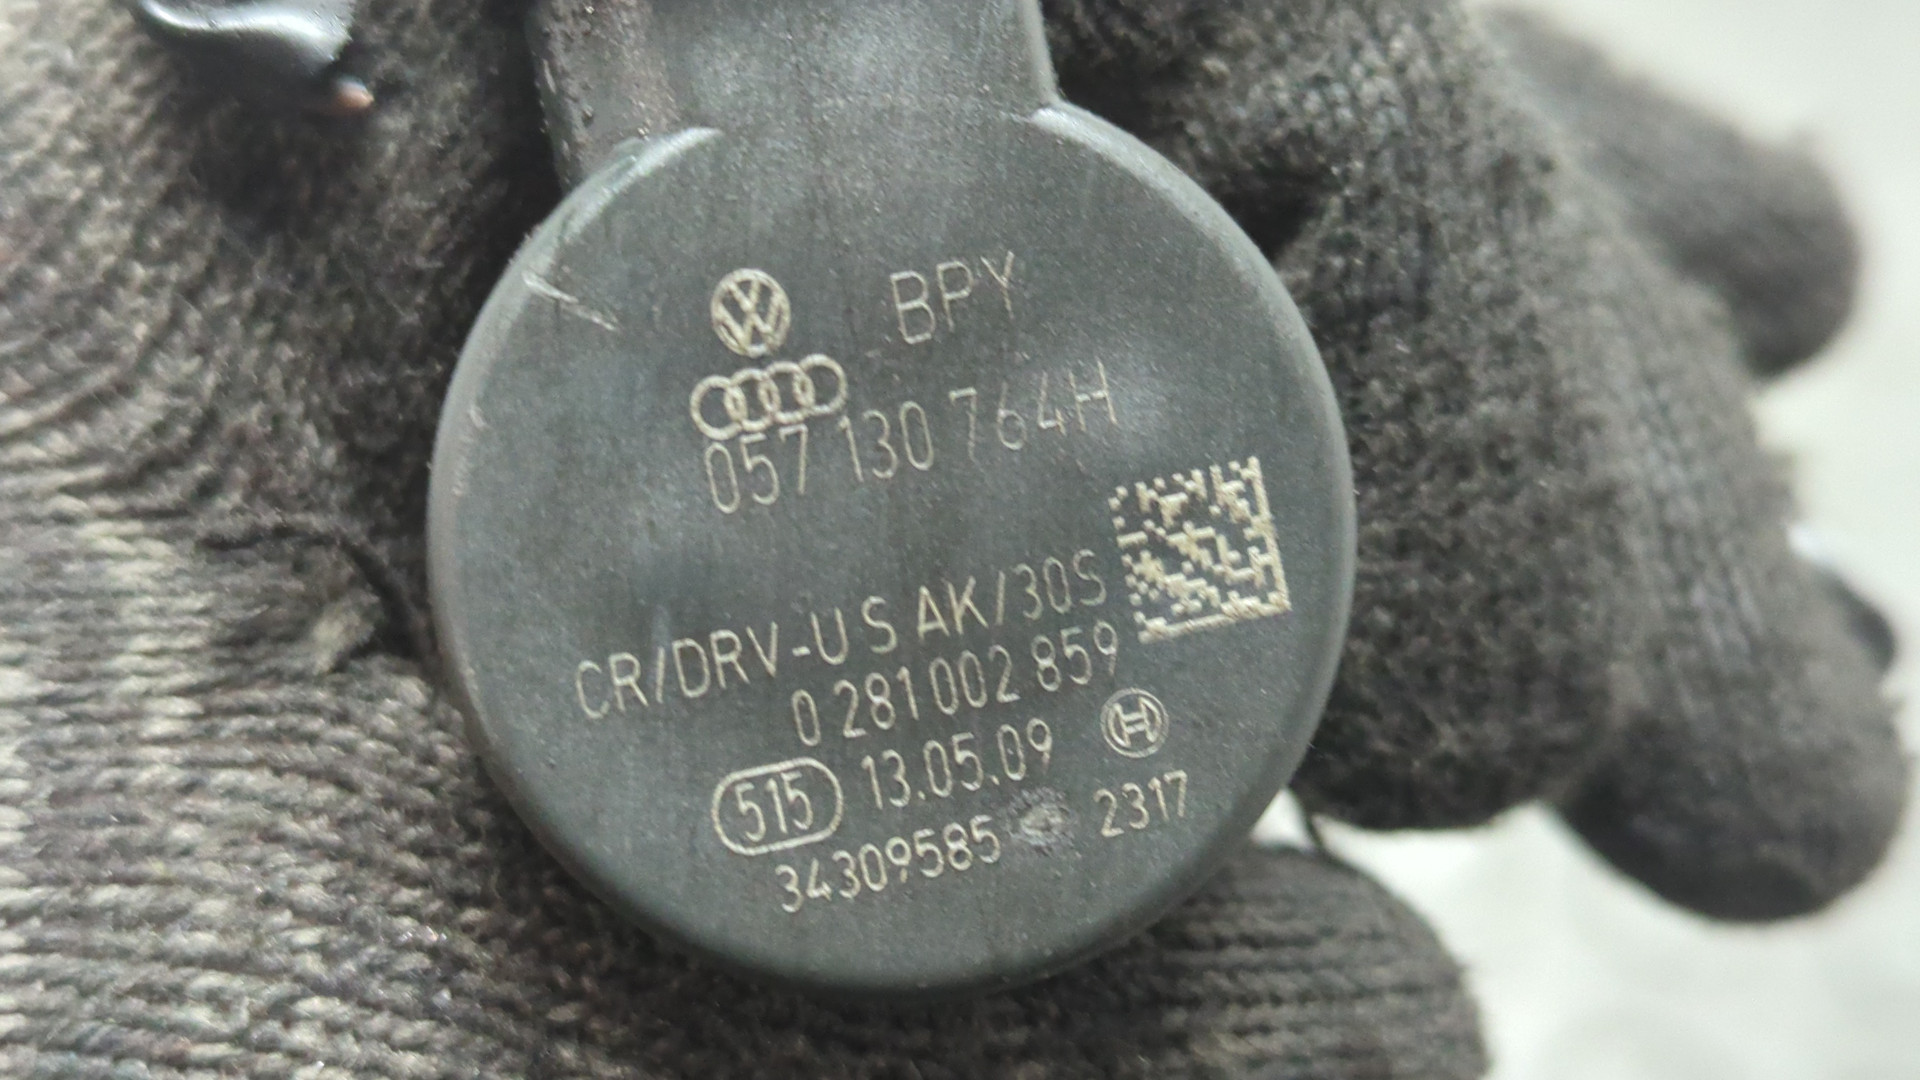 BPY
057 130 764H
CR/DRV-U S AK/30S
0 281 002 859
515 13.05.09
34309585 2317